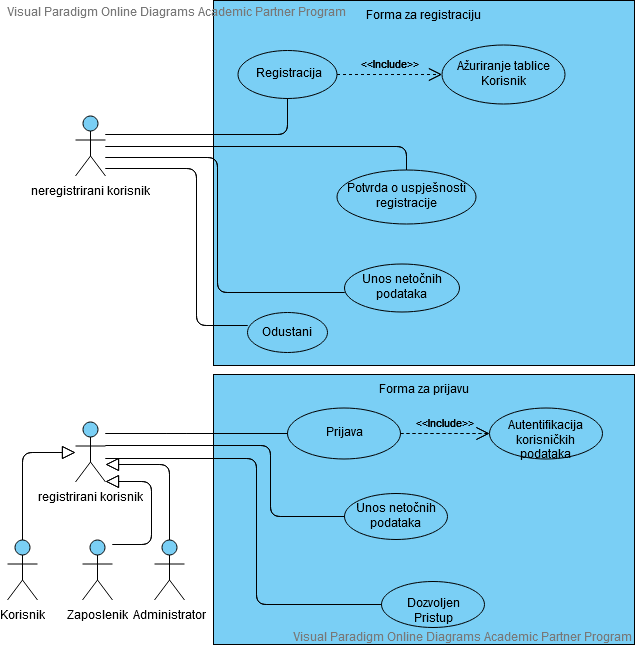 Visual Paradigm Online Diagrams Academic Partner Program
Forma za registraciju
Registracija
<<Include>>
Ažuriranje tablice
Korisnik
neregistrirani korisnik
Potvrda o uspješnosti
registracije
Unos netočnih
podataka
Odustani
Forma za prijavu
Prijava
<<Include>>
Autentifikacija
korisničkih
podataka
registrirani korisnik
Unos netočnih
podataka
Korisnik
Zaposlenik
Administrator
Dozvoljen
Pristup
Visual Paradigm Online Diagrams Academic Partner Program